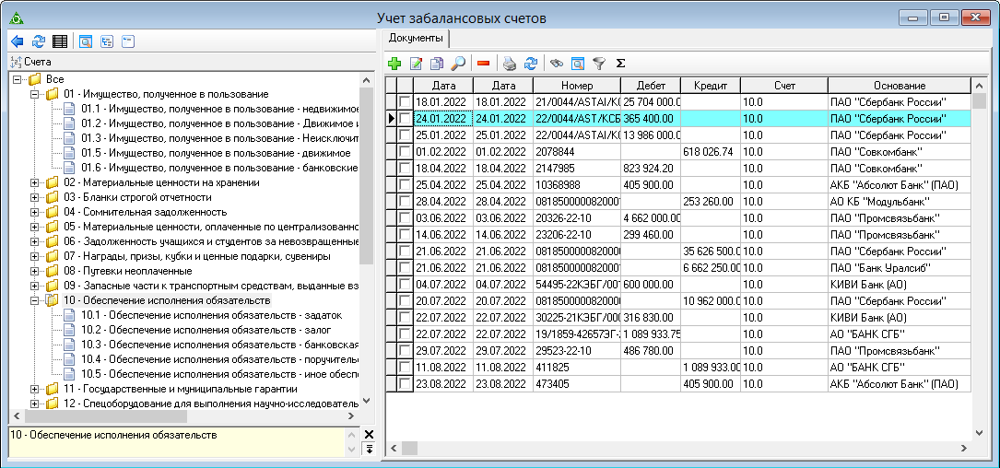 Учет забалансовых счетов
Счета
Все
01 - Имущество, полученное в пользование
01.1 - Имущество, полученное в пользование - недвижимое
01.2 - Имущество, полученное в пользование - Движимое и
01.3 - Имущество, полученное в пользование - Неисключит
01.5 - Имущество, полученное в пользование - движимое
01.6 - Имущество, полученное в пользование - банковские
02 - Материальные ценности на хранении
03 - Бланки строгой отчетности
04 - Сомнительная задолженность
05 - Материальные ценности, оплаченные по централизованно
06 - Задолженность учащихся и студентов за невозвращенные
07 - Награды, призы, кубки и ценные подарки, сувениры
08 - Путевки неоплаченные
09 - Запасные части к транспортным средствам, выданные вз
10 - Обеспечение исполнения обязательств
10.1 - Обеспечение исполнения обязательств - задаток
10.2 - Обеспечение исполнения обязательств - залог
10.3 - Обеспечение исполнения обязательств - банковская
10.4 - Обеспечение исполнения обязательств - поручитель
10.5 - Обеспечение исполнения обязательств - иное обесп
11 - Государственные и муниципальные гарантии
12 - Спецоборудование для выполнения научно-исследователь
10 - Обеспечение исполнения обязательств
Документы
Дата Дата Номер Дебет Кредит Счет Основание
18.01.2022 18.01.2022 21/0044/ASTAI/К 25 704 000.0 10.0 ПАО "Сбербанк России"
24.01.2022 24.01.2022 22/0044/AST/КСБ 365 400.00 10.0 ПАО "Сбербанк России"
25.01.2022 25.01.2022 22/0044/ASTAI/К 13 986 000.0 10.0 ПАО "Сбербанк России"
01.02.2022 01.02.2022 2078844 618 026.74 10.0 ПАО "Совкомбанк"
18.04.2022 18.04.2022 2147985 823 924.20 10.0 ПАО "Совкомбанк"
25.04.2022 25.04.2022 10368988 405 900.00 10.0 АКБ "Абсолют Банк" (ПАО)
28.04.2022 28.04.2022 081850000082000 253 260.00 10.0 АО КБ "Модульбанк"
03.06.2022 03.06.2022 20326-22-10 4 662 000.00 10.0 ПАО "Промсвязьбанк"
14.06.2022 14.06.2022 23206-22-10 299 460.00 10.0 ПАО "Промсвязьбанк"
21.06.2022 21.06.2022 081850000082000 35 626 500.0 10.0 ПАО "Сбербанк России"
21.06.2022 21.06.2022 081850000082000 6 662 250.00 10.0 ПАО "Банк Уралсиб"
04.07.2022 04.07.2022 54495-22КЭБГ/00 600 000.00 10.0 КИВИ Банк (АО)
20.07.2022 20.07.2022 081850000082000 10 962 000.0 10.0 ПАО "Сбербанк России"
22.07.2022 22.07.2022 30225-21КЭБГ/00 316 830.00 10.0 КИВИ Банк (АО)
22.07.2022 22.07.2022 19/1859-426573ЭГ- 1 089 933.75 10.0 АО "БАНК СГБ"
29.07.2022 29.07.2022 29523-22-10 486 780.00 10.0 ПАО "Промсвязьбанк"
11.08.2022 11.08.2022 411825 1 089 933.00 10.0 АО "БАНК СГБ"
23.08.2022 23.08.2022 473405 405 900.00 10.0 АКБ "Абсолют Банк" (ПАО)